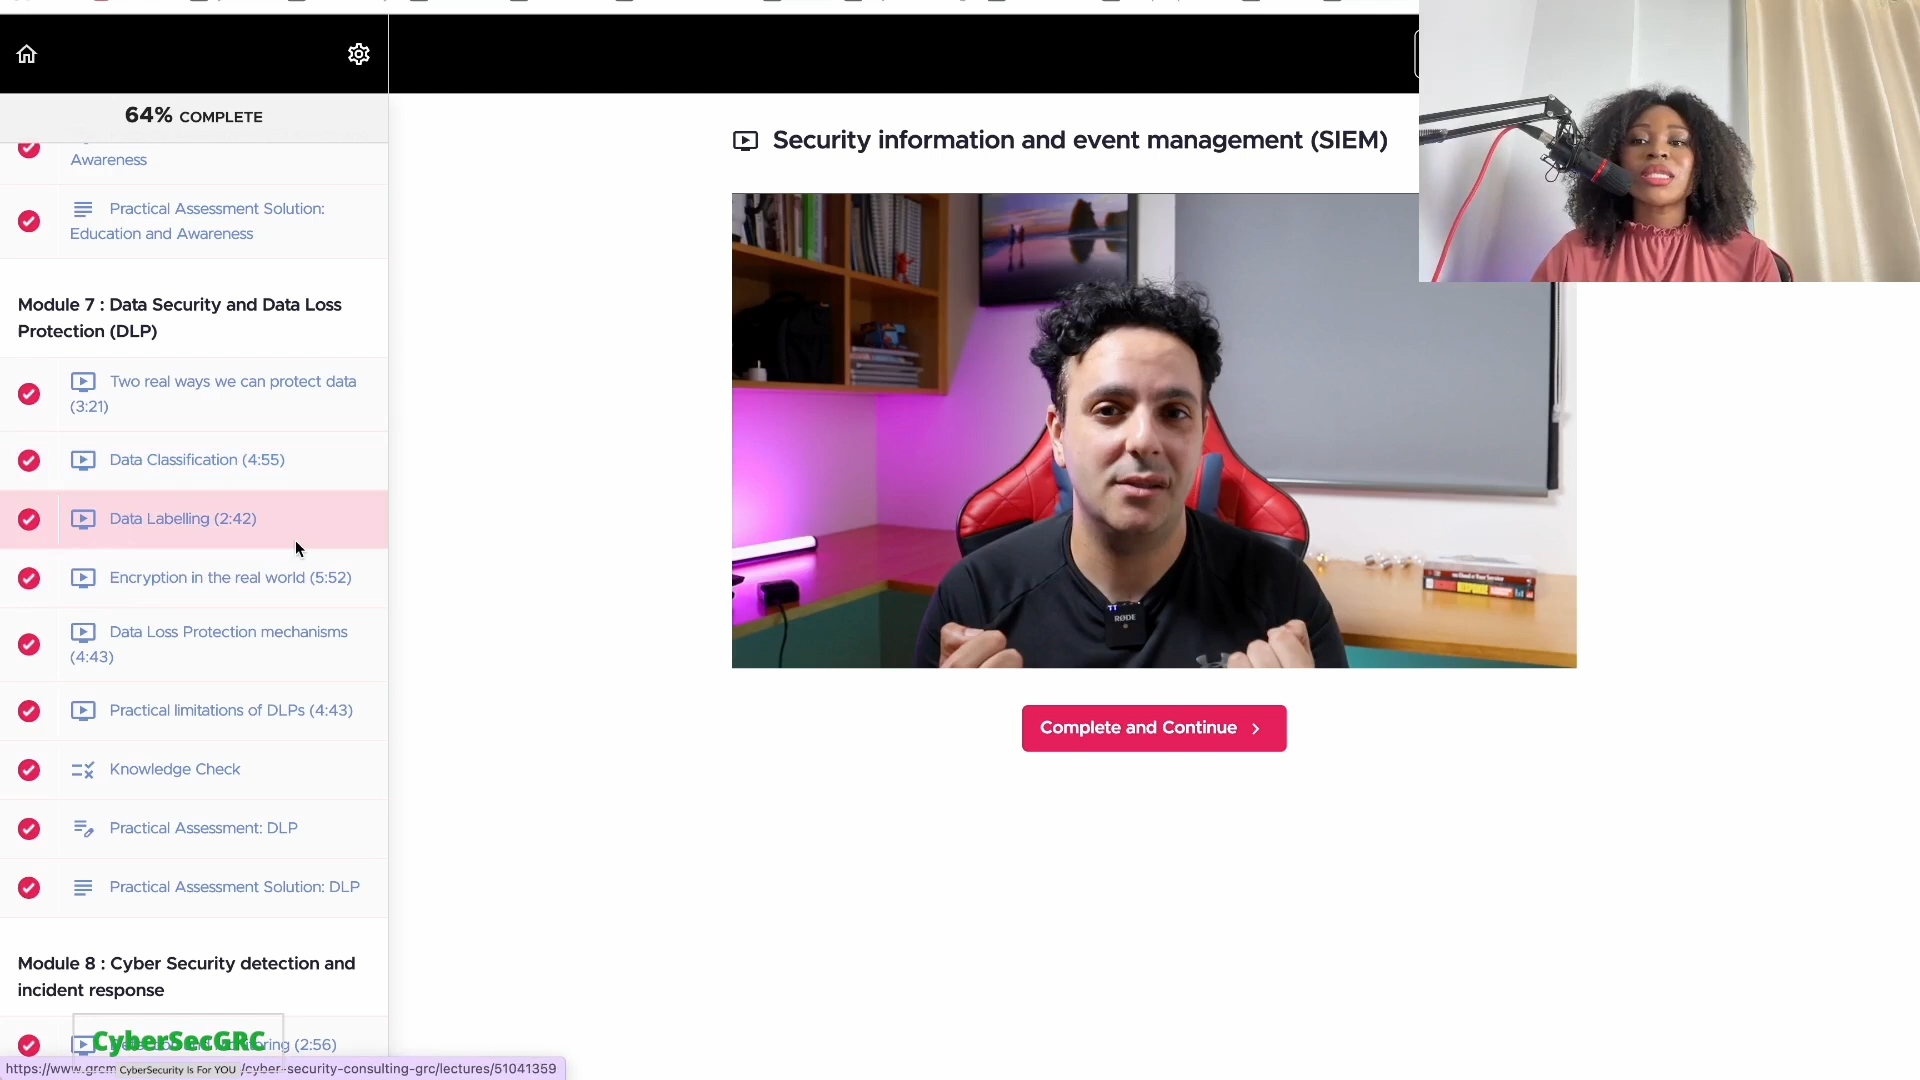 64% COMPLETE
Awareness
Practical Assessment Solution:
Education and Awareness
Module 7 : Data Security and Data Loss
Protection (DLP)
Two real ways we can protect data
(3:21)
Data Classification (4:55)
Data Labelling (2:42)
Encryption in the real world (5:52)
Data Loss Protection mechanisms
(4:43)
Practical limitations of DLPs (4:43)
Knowledge Check
Practical Assessment: DLP
Practical Assessment Solution: DLP
Module 8 : Cyber Security detection and
incident response
(2:56)
CyberSecGRC
CyberSecurity Is For YOU
https://www.grcm
/cyber-security-consulting-grc/lectures/51041359
Security information and event management (SIEM)
RØDE
Complete and Continue